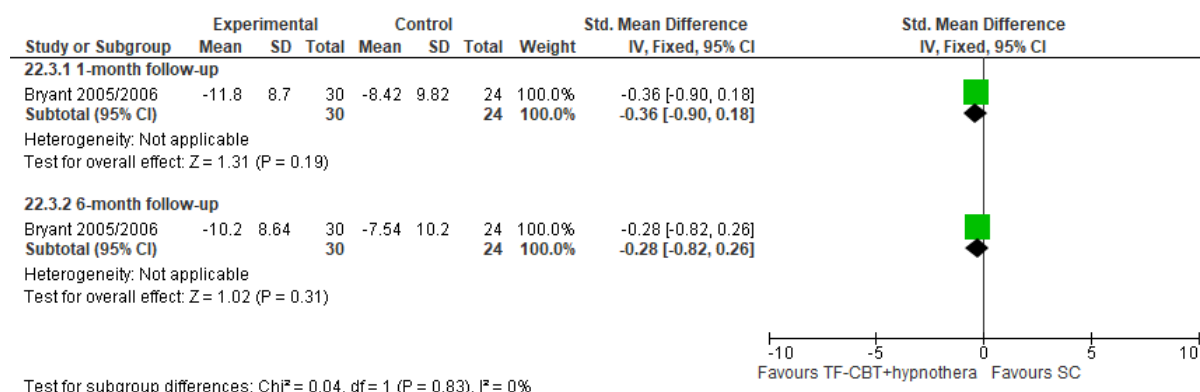 Experimental Control Std. Mean Difference Std. Mean Difference
Study or Subgroup Mean SD Total Mean SD Total Weight IV, Fixed, 95% CI IV, Fixed, 95% CI
22.3.1 1-month follow-up
Bryant 2005/2006 -11.8 8.7 30 -8.42 9.82 24 100.0% -0.36 [-0.90, 0.18]
Subtotal (95% CI) 30 24 100.0% -0.36 [-0.90, 0.18]
Heterogeneity: Not applicable
Test for overall effect: Z = 1.31 (P = 0.19)
22.3.2 6-month follow-up
Bryant 2005/2006 -10.2 8.64 30 -7.54 10.2 24 100.0% -0.28 [-0.82, 0.26]
Subtotal (95% CI) 30 24 100.0% -0.28 [-0.82, 0.26]
Heterogeneity: Not applicable
Test for overall effect: Z = 1.02 (P = 0.31)
-10 -5 0 5 10
Favours TF-CBT+hypnothera Favours SC
Test for subgroup differences: Chi² = 0.04, df = 1 (P = 0.83), I² = 0%